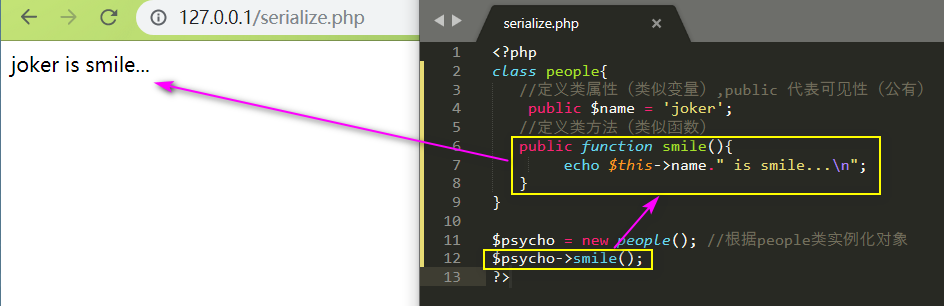 127.0.0.1/serialize.php
joker is smile...
serialize.php
1 <?php
2 class people{
3 //定义类属性（类似变量）,public 代表可见性（公有）
4 public $name = 'joker';
5 //定义类方法（类似函数）
6 public function smile(){
7 echo $this->name." is smile...\n";
8 }
9 }
10
11 $psycho = new people(); //根据people类实例化对象
12 $psycho->smile();
13 ?>